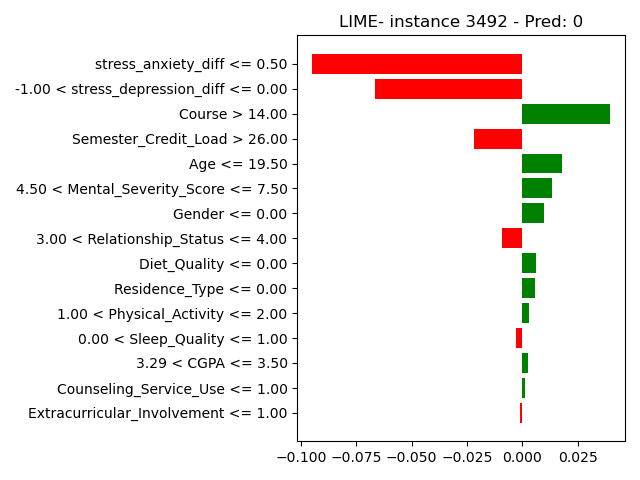 LIME- instance 3492 - Pred: 0
stress_anxiety_diff <= 0.50
-1.00 < stress_depression_diff <= 0.00
Course > 14.00
Semester_Credit_Load > 26.00
Age <= 19.50
4.50 < Mental_Severity_Score <= 7.50
Gender <= 0.00
3.00 < Relationship_Status <= 4.00
Diet_Quality <= 0.00
Residence_Type <= 0.00
1.00 < Physical_Activity <= 2.00
0.00 < Sleep_Quality <= 1.00
3.29 < CGPA <= 3.50
Counseling_Service_Use <= 1.00
Extracurricular_Involvement <= 1.00
−0.100 −0.075 −0.050 −0.025 0.000 0.025